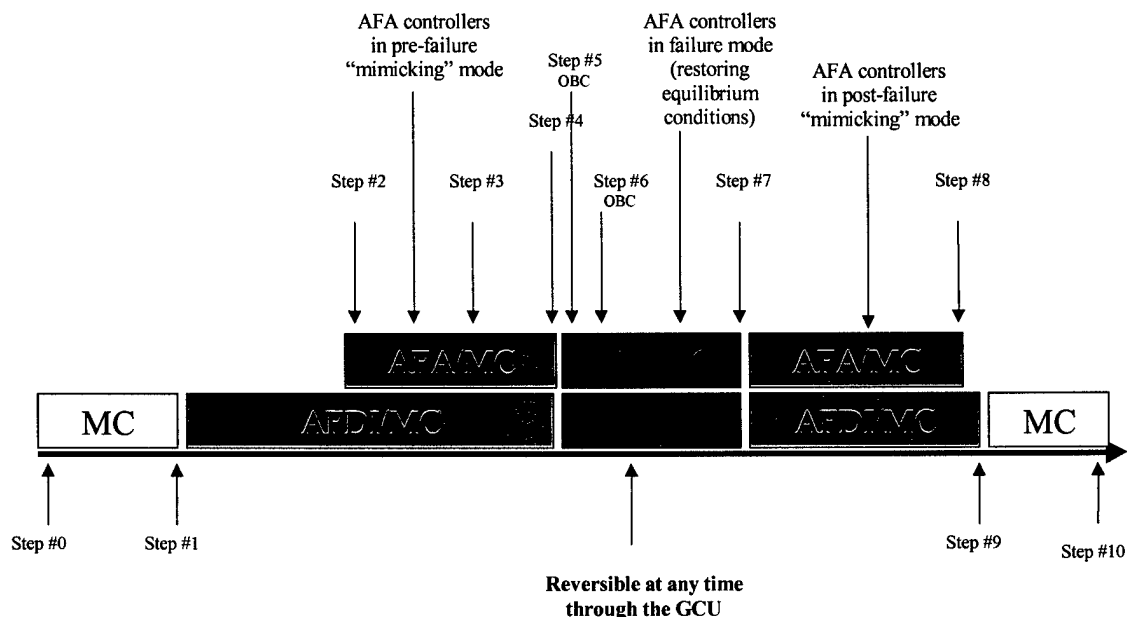 AFA controllers
in pre-failure
“mimicking” mode
Step #5
OBC
AFA controllers
in failure mode
(restoring
equilibrium
conditions)
AFA controllers
in post-failure
“mimicking” mode
Step #4
Step #2
Step #3
Step #6
OBC
Step #7
Step #8
AFA/MC
AFA/MC
MC
AFDI/MC
AFDI/MC
MC
Step #0
Step #1
Step #9
Step #10
Reversible at any time
through the GCU